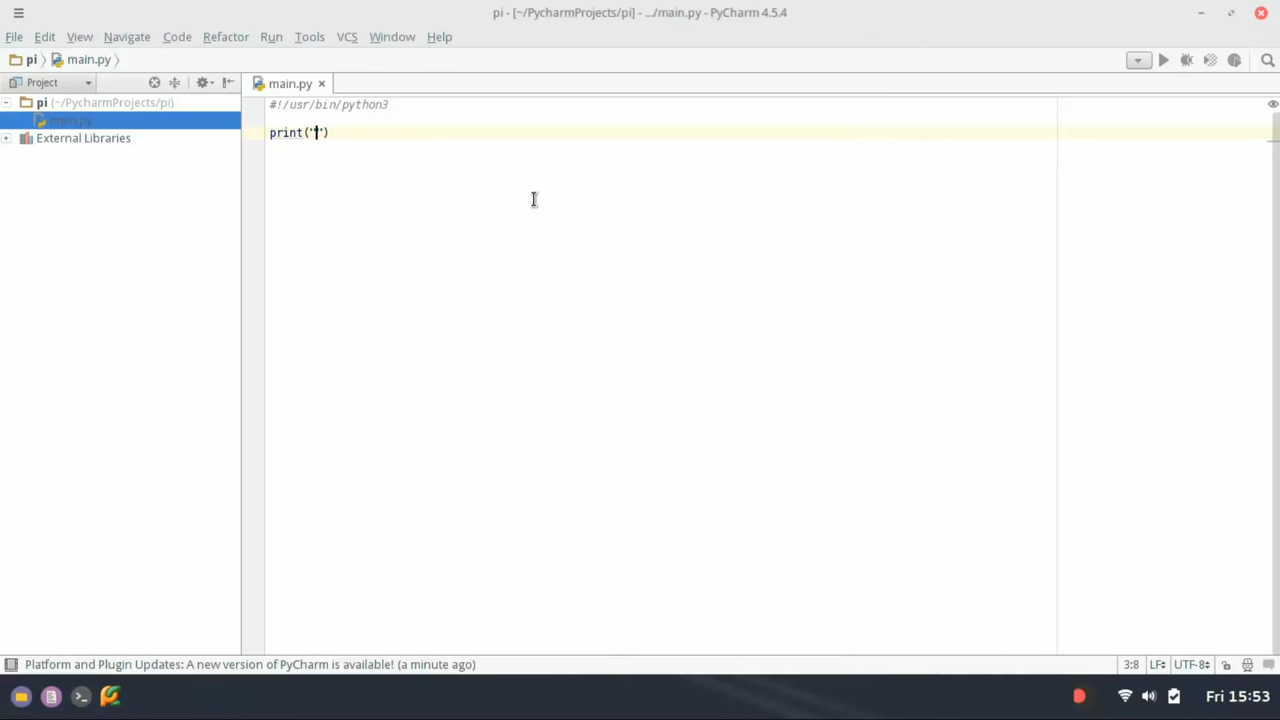 pi - [~/PycharmProjects/pi] - .../main.py - PyCharm 4.5.4
File Edit View Navigate Code Refactor Run Tools VCS Window Help
pi main.py
Project
main.py
pi (~/PycharmProjects/pi)
main.py
External Libraries
#!/usr/bin/python3
print("")
Platform and Plugin Updates: A new version of PyCharm is available! (a minute ago)
3:8 LF UTF-8
Fri 15:53